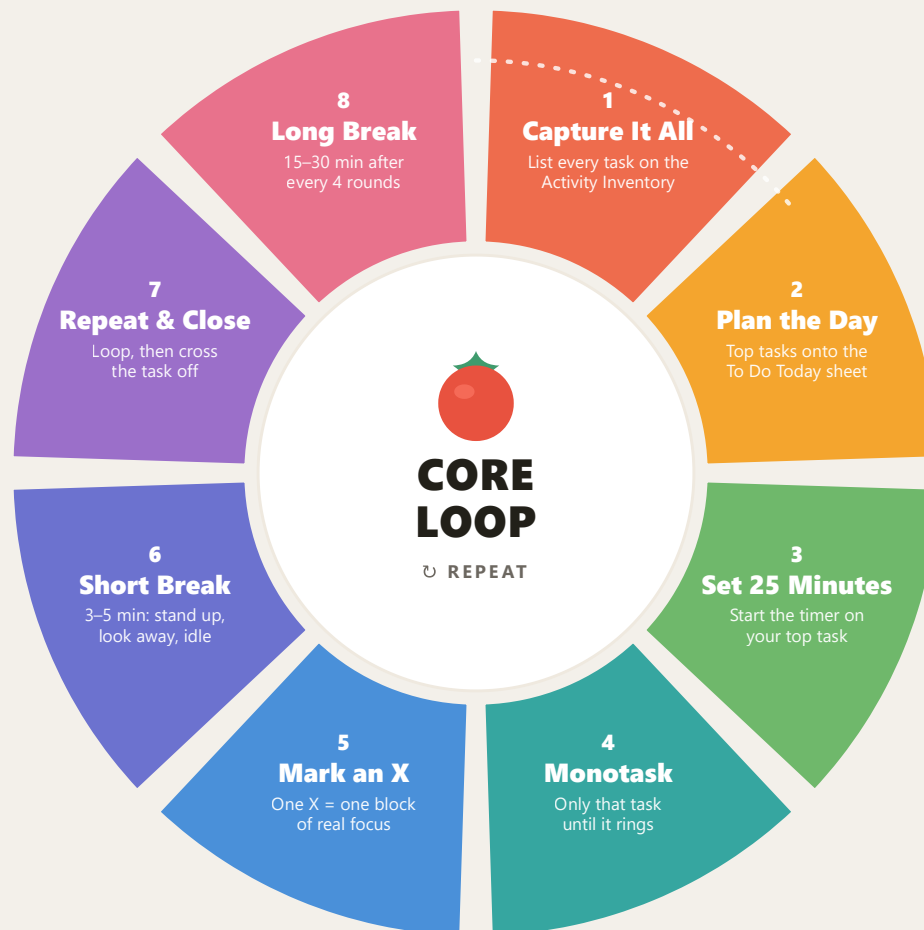 1
Capture It All
List every task on the
Activity Inventory
2
Plan the Day
Top tasks onto the
To Do Today sheet
3
Set 25 Minutes
Start the timer on
your top task
4
Monotask
Only that task
until it rings
5
Mark an X
One X = one block
of real focus
6
Short Break
3–5 min: stand up,
look away, idle
7
Repeat & Close
Loop, then cross
the task off
8
Long Break
15–30 min after
every 4 rounds
CORE
LOOP
↻ REPEAT